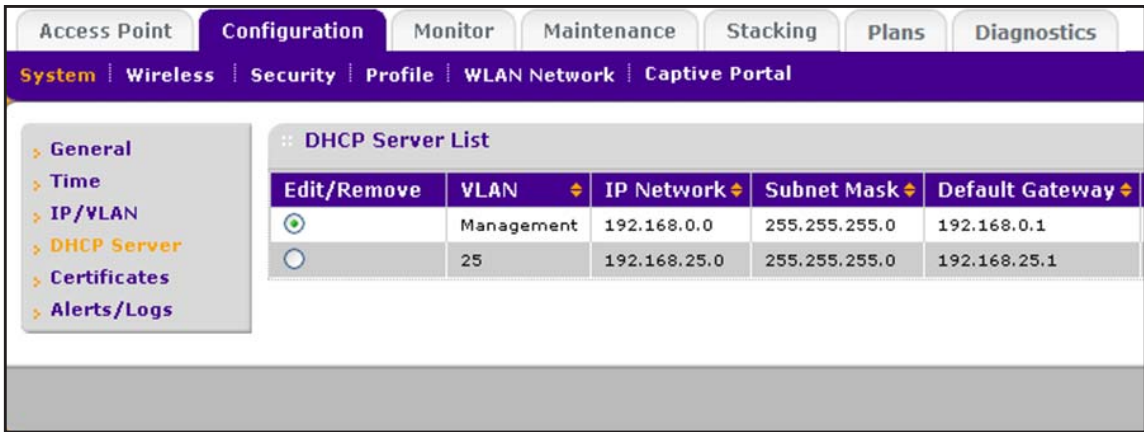 Access Point Configuration Monitor Maintenance Stacking Plans Diagnostics
System Wireless Security Profile WLAN Network Captive Portal
General
Time
IP/VLAN
DHCP Server
Certificates
Alerts/Logs
DHCP Server List
Edit/Remove VLAN IP Network Subnet Mask Default Gateway
Management 192.168.0.0 255.255.255.0 192.168.0.1
25 192.168.25.0 255.255.255.0 192.168.25.1